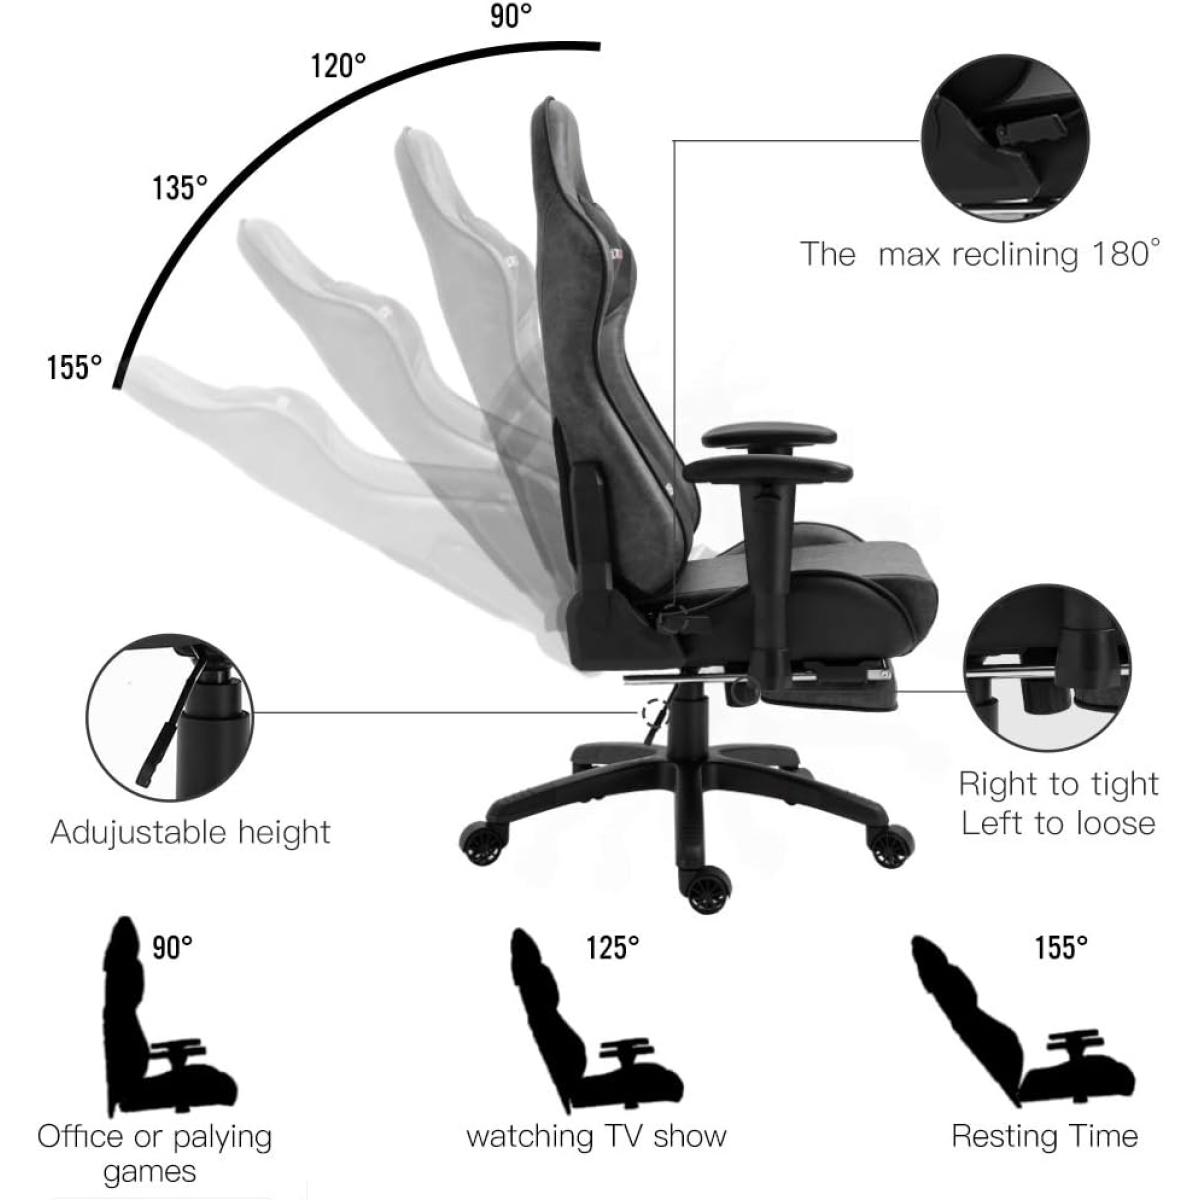 90°
120°
135°
155°
The max reclining 180°
Adujustable height
Right to tight
Left to loose
90°
125°
155°
Office or palying
games
watching TV show
Resting Time